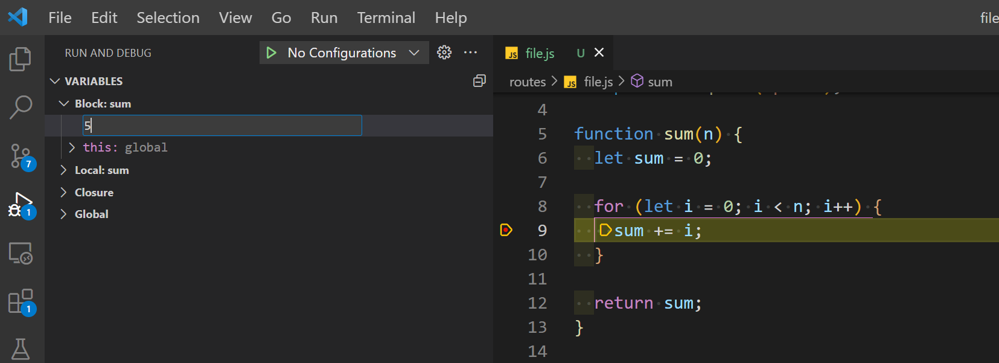 File Edit Selection View Go Run Terminal Help
file
RUN AND DEBUG
No Configurations
VARIABLES
Block: sum
5
this: global
Local: sum
Closure
Global
7
1
1
JS file.js U
routes > JS file.js > sum
4
5 function sum(n) {
6 let sum = 0;
7
8 for (let i = 0; i < n; i++) {
9 sum += i;
10 }
11
12 return sum;
13 }
14